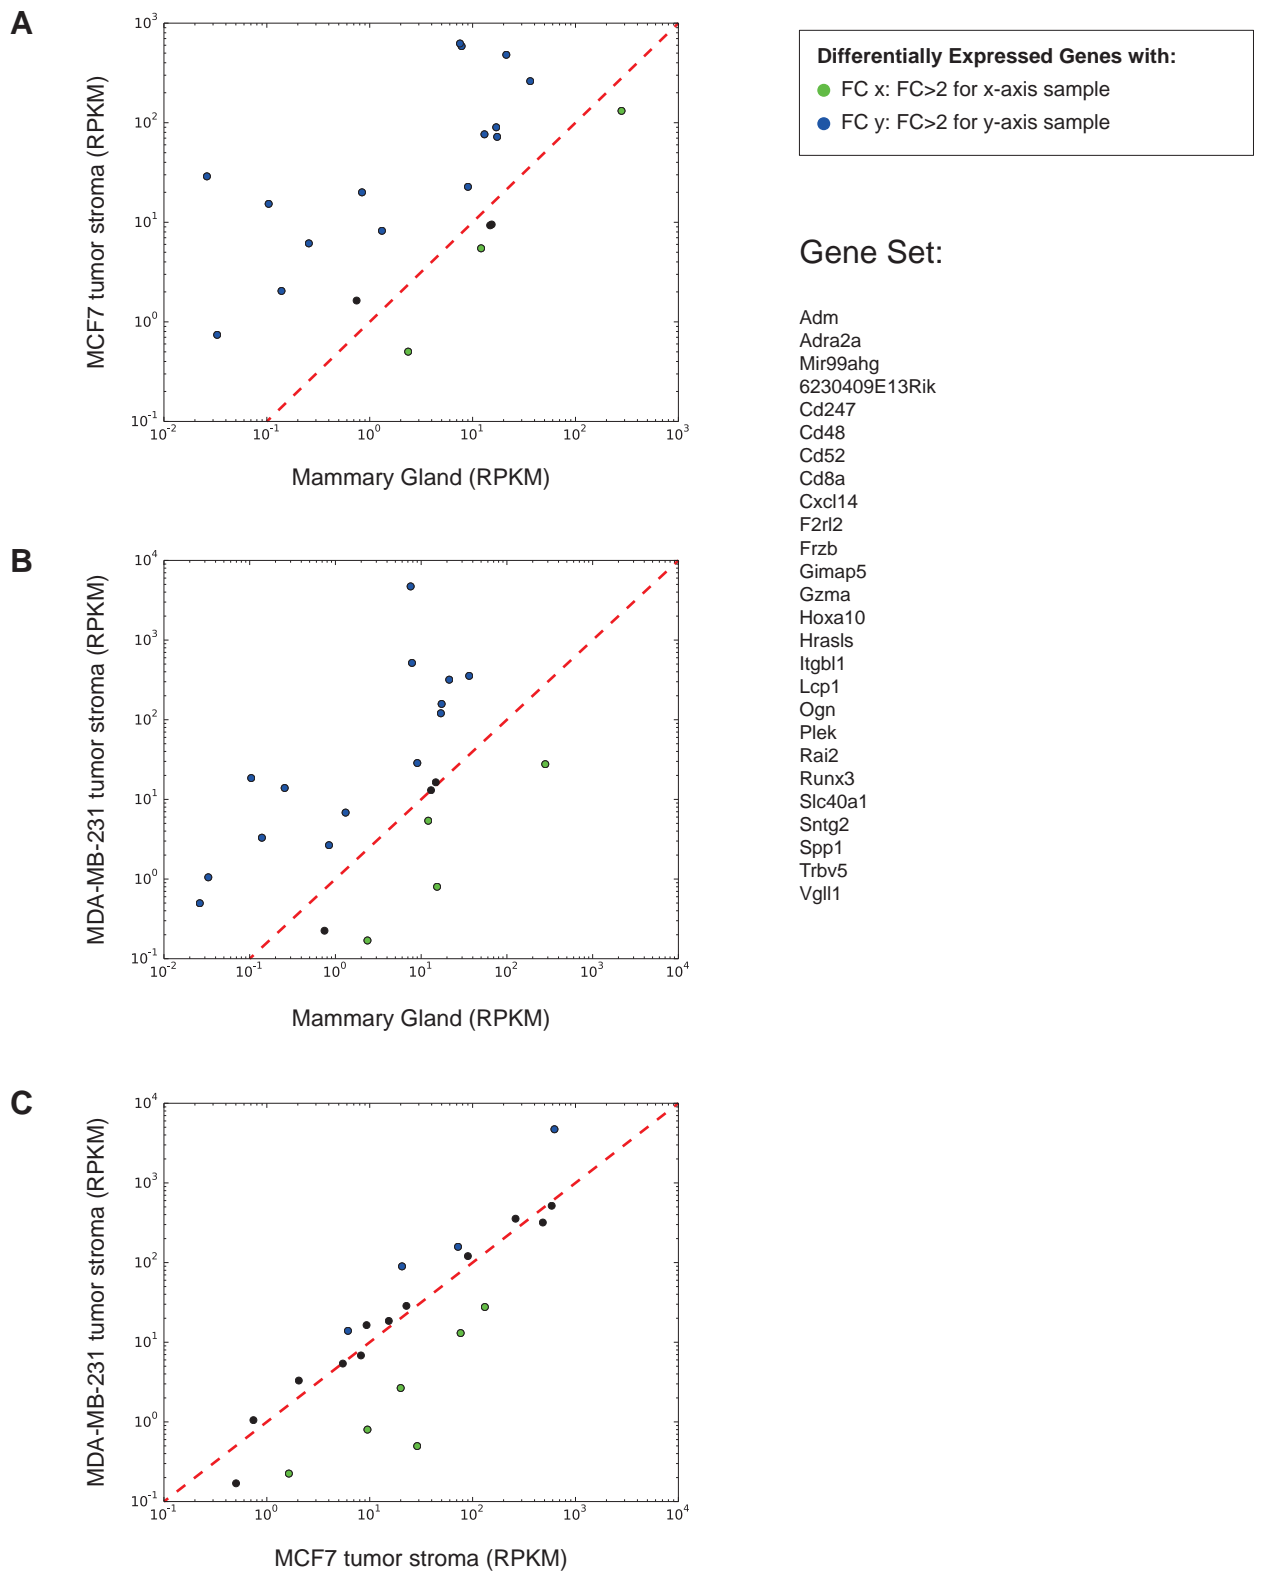 A
MCF7 tumor stroma (RPKM)
10^3
10^2
10^1
10^0
10^-1
10^-2 10^-1 10^0 10^1 10^2 10^3
Mammary Gland (RPKM)
Differentially Expressed Genes with:
FC x: FC>2 for x-axis sample
FC y: FC>2 for y-axis sample
Gene Set:
Adm
Adra2a
Mir99ahg
6230409E13Rik
Cd247
Cd48
Cd52
Cd8a
Cxcl14
F2rl2
Frzb
Gimap5
Gzma
Hoxa10
Hrasls
Itgbl1
Lcp1
Ogn
Plek
Rai2
Runx3
Slc40a1
Sntg2
Spp1
Trbv5
Vgll1
B
MDA-MB-231 tumor stroma (RPKM)
10^4
10^3
10^2
10^1
10^0
10^-1
10^-2 10^-1 10^0 10^1 10^2 10^3 10^4
Mammary Gland (RPKM)
C
MDA-MB-231 tumor stroma (RPKM)
10^4
10^3
10^2
10^1
10^0
10^-1
10^-1 10^0 10^1 10^2 10^3 10^4
MCF7 tumor stroma (RPKM)